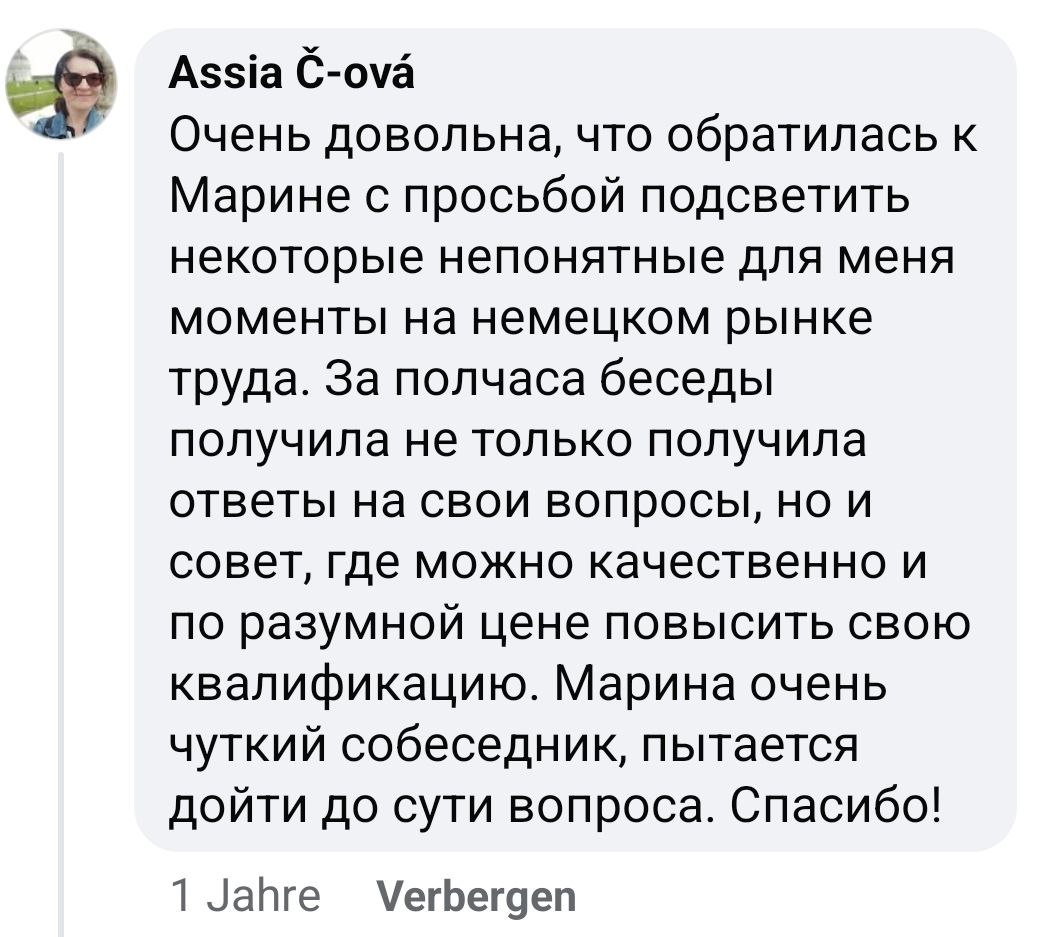 Assia Č-ová
Очень довольна, что обратилась к
Марине с просьбой подсветить
некоторые непонятные для меня
моменты на немецком рынке
труда. За полчаса беседы
получила не только получила
ответы на свои вопросы, но и
совет, где можно качественно и
по разумной цене повысить свою
квалификацию. Марина очень
чуткий собеседник, пытается
дойти до сути вопроса. Спасибо!
1 Jahre Verbergen